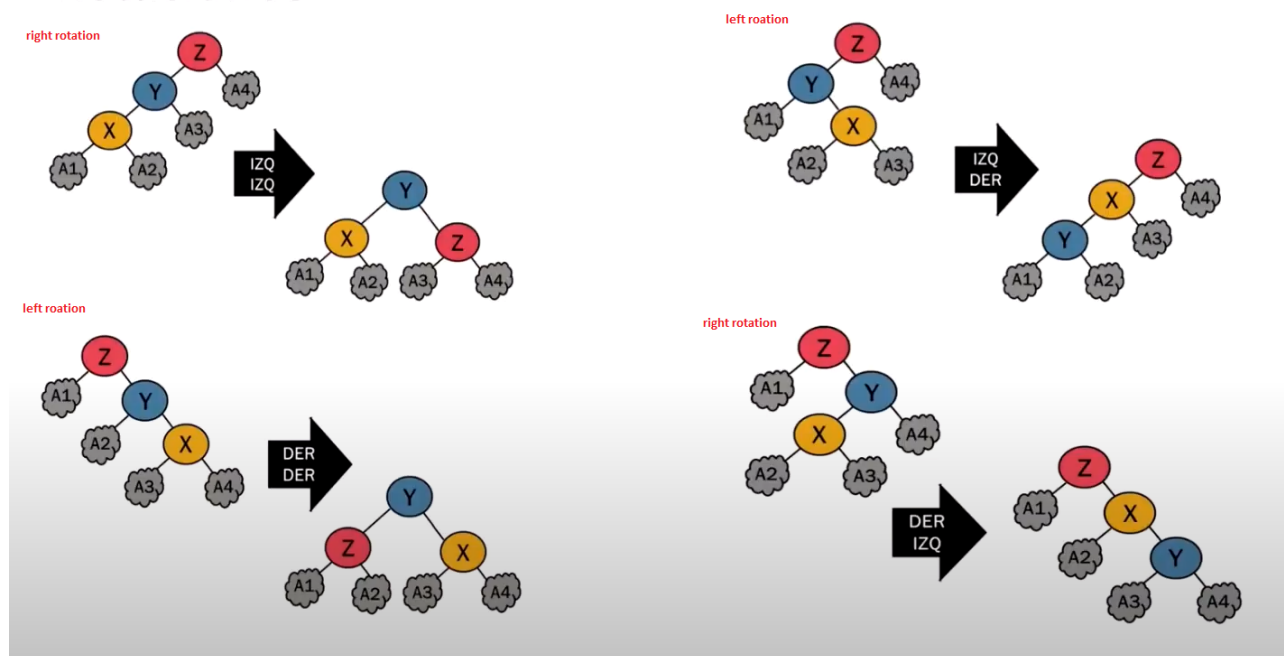 right rotation
Z
Y
A4
X
A3
A1
A2
IZQ
IZQ
Y
X
Z
A1
A2
A3
A4
left roation
Z
Y
A4
A1
X
A2
A3
IZQ
DER
Z
X
A4
Y
A3
A1
A2
left roation
Z
A1
Y
A2
X
A3
A4
DER
DER
Y
Z
X
A1
A2
A3
A4
right rotation
Z
A1
Y
X
A4
A2
A3
DER
IZQ
Z
A1
X
A2
Y
A3
A4